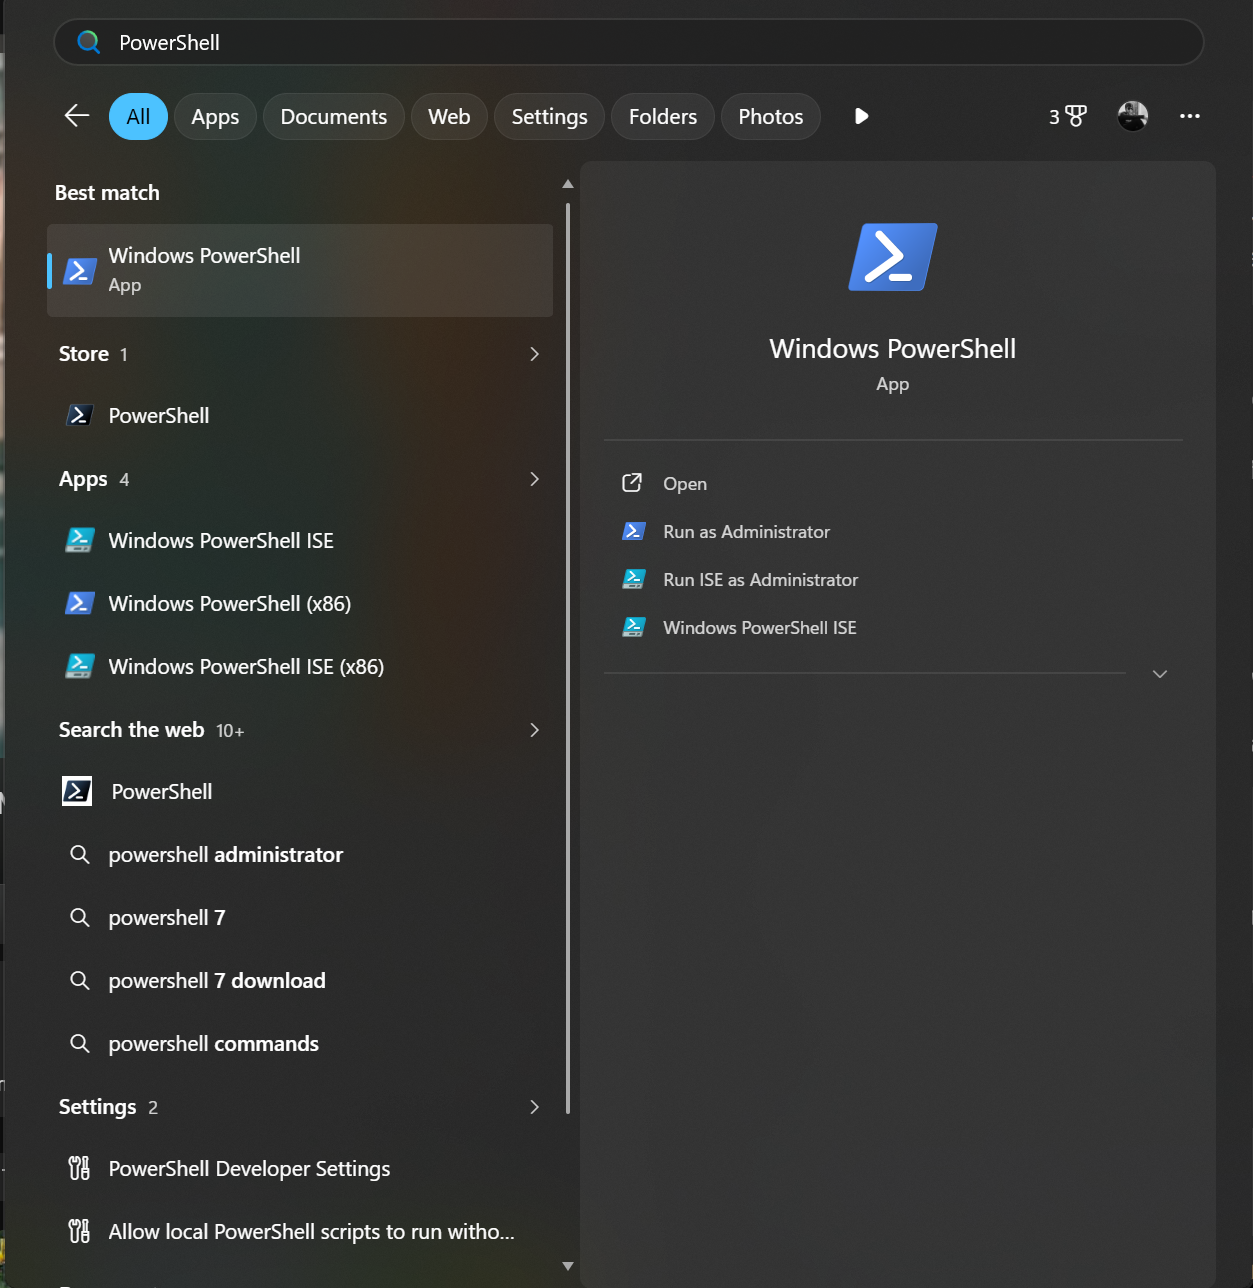 PowerShell
All
Apps
Documents
Web
Settings
Folders
Photos
3
Best match
Windows PowerShell
App
Store 1
PowerShell
Apps 4
Windows PowerShell ISE
Windows PowerShell (x86)
Windows PowerShell ISE (x86)
Search the web 10+
PowerShell
powershell administrator
powershell 7
powershell 7 download
powershell commands
Settings 2
PowerShell Developer Settings
Allow local PowerShell scripts to run witho...
Windows PowerShell
App
Open
Run as Administrator
Run ISE as Administrator
Windows PowerShell ISE